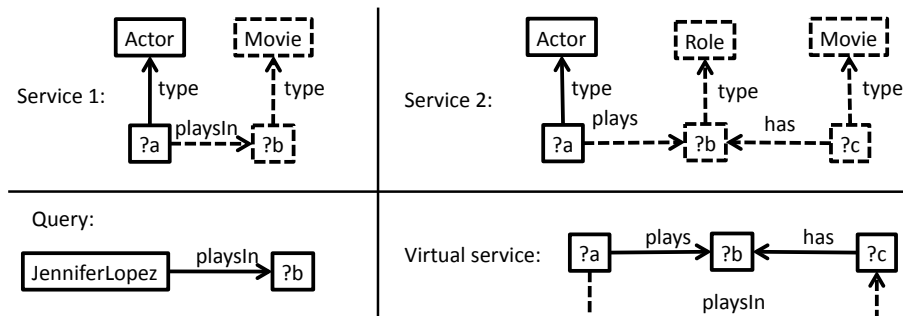 Actor Movie
type type
Service 1:
playsIn
?a ?b
Actor Role Movie
type type type
Service 2:
plays has
?a ?b ?c
Query:
playsIn
JenniferLopez ?b
Virtual service:
plays has
?a ?b ?c
playsIn